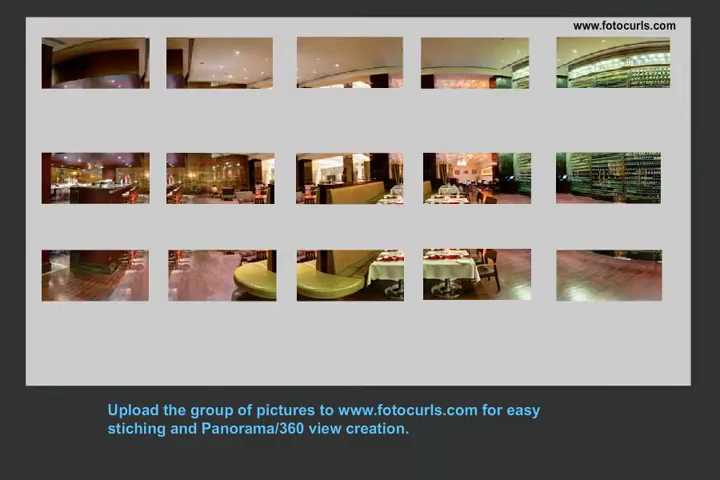 www.fotocurls.com
Upload the group of pictures to www.fotocurls.com for easy
stiching and Panorama/360 view creation.